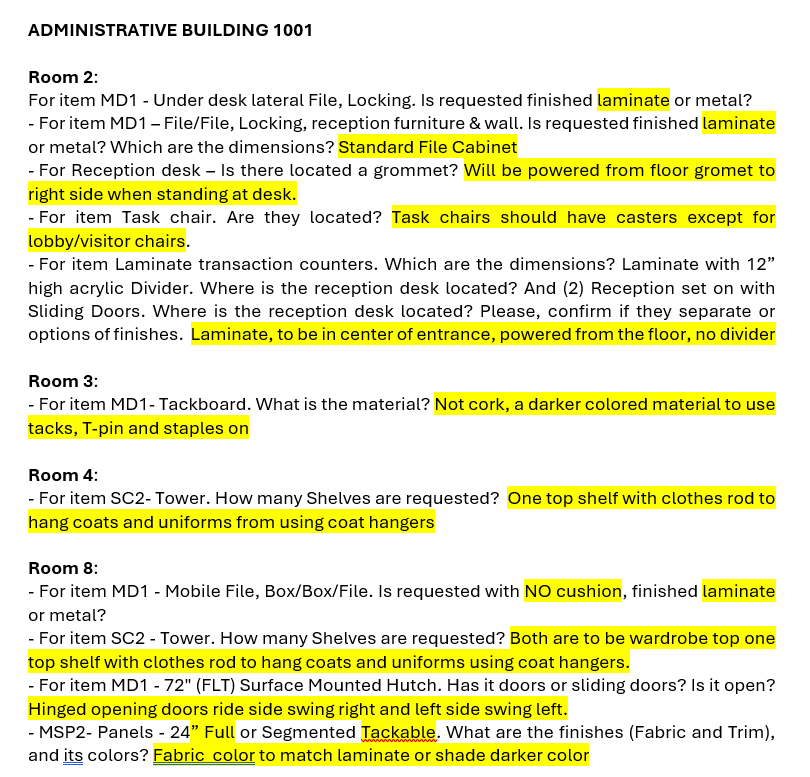 ADMINISTRATIVE BUILDING 1001
Room 2:
For item MD1 - Under desk lateral File, Locking. Is requested finished laminate or metal?
- For item MD1 – File/File, Locking, reception furniture & wall. Is requested finished laminate
or metal? Which are the dimensions? Standard File Cabinet
- For Reception desk – Is there located a grommet? Will be powered from floor gromet to
right side when standing at desk.
- For item Task chair. Are they located? Task chairs should have casters except for
lobby/visitor chairs.
- For item Laminate transaction counters. Which are the dimensions? Laminate with 12”
high acrylic Divider. Where is the reception desk located? And (2) Reception set on with
Sliding Doors. Where is the reception desk located? Please, confirm if they separate or
options of finishes. Laminate, to be in center of entrance, powered from the floor, no divider
Room 3:
- For item MD1- Tackboard. What is the material? Not cork, a darker colored material to use
tacks, T-pin and staples on
Room 4:
- For item SC2- Tower. How many Shelves are requested? One top shelf with clothes rod to
hang coats and uniforms from using coat hangers
Room 8:
- For item MD1 - Mobile File, Box/Box/File. Is requested with NO cushion, finished laminate
or metal?
- For item SC2 - Tower. How many Shelves are requested? Both are to be wardrobe top one
top shelf with clothes rod to hang coats and uniforms using coat hangers.
- For item MD1 - 72" (FLT) Surface Mounted Hutch. Has it doors or sliding doors? Is it open?
Hinged opening doors ride side swing right and left side swing left.
- MSP2- Panels - 24” Full or Segmented Tackable. What are the finishes (Fabric and Trim),
and its colors? Fabric color to match laminate or shade darker color